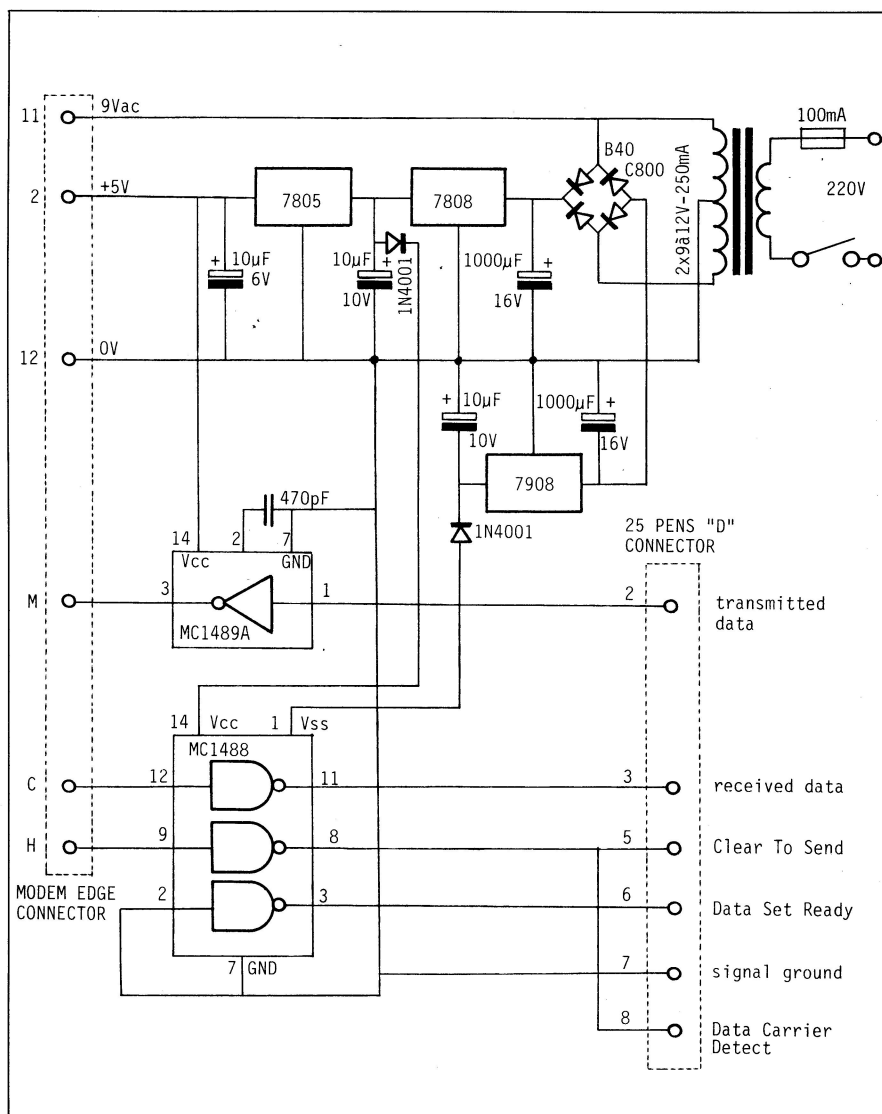 11
9Vac
100mA
B40
C800
2
+5V
7805
7808
220V
2x9à12V-250mA
+
10µF
6V
10µF
+
10V
1N4001
1000µF
+
16V
12
0V
+
10µF
10V
1000µF
+
16V
7908
470pF
1N4001
25 PENS "D"
CONNECTOR
14
2
7
Vcc
GND
M
3
1
MC1489A
2
transmitted
data
14
Vcc
1
Vss
MC1488
C
12
11
3
received data
H
9
8
5
Clear To Send
MODEM EDGE
CONNECTOR
2
3
6
Data Set Ready
7
GND
7
signal ground
8
Data Carrier
Detect